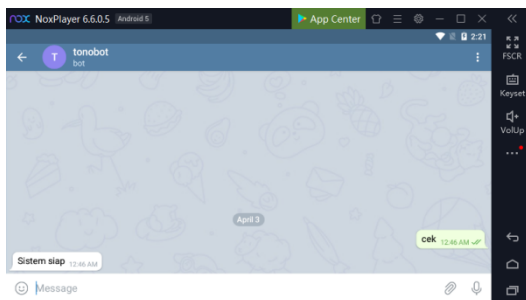 nox NoxPlayer 6.6.0.5 Android 5
App Center
2:21
FSCR
T
tonobot
bot
Keyset
VolUp
April 3
cek 12:46 AM
Sistem siap 12:46 AM
Message